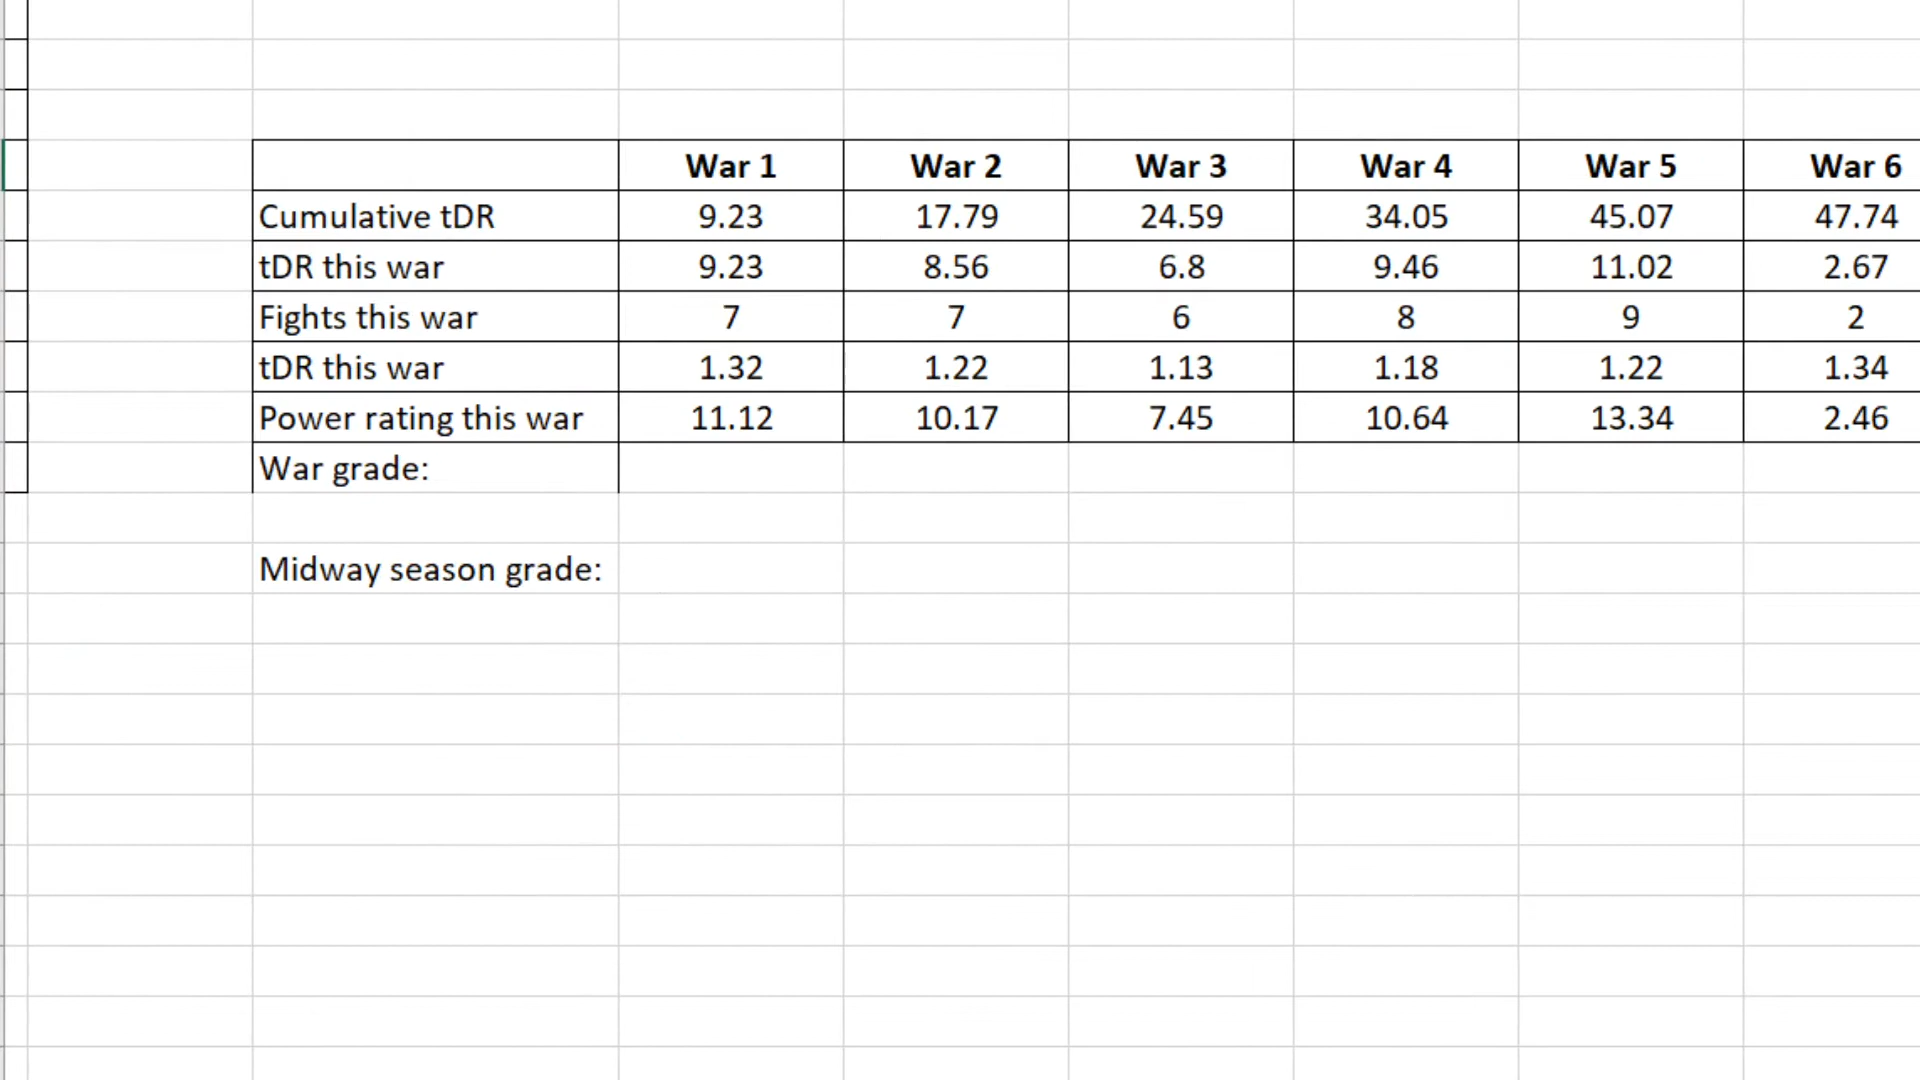 War 1 War 2 War 3 War 4 War 5 War 6
Cumulative tDR 9.23 17.79 24.59 34.05 45.07 47.74
tDR this war 9.23 8.56 6.8 9.46 11.02 2.67
Fights this war 7 7 6 8 9 2
tDR this war 1.32 1.22 1.13 1.18 1.22 1.34
Power rating this war 11.12 10.17 7.45 10.64 13.34 2.46
War grade:
Midway season grade: